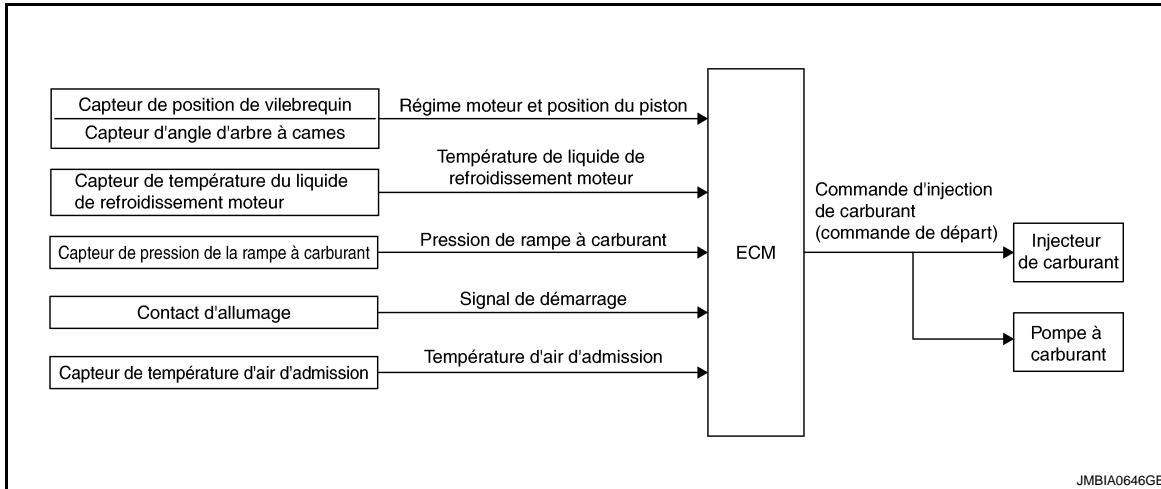 Capteur de position de vilebrequin
Capteur d'angle d'arbre à cames
Régime moteur et position du piston
Capteur de température du liquide
de refroidissement moteur
Température de liquide de
refroidissement moteur
Capteur de pression de la rampe à carburant
Pression de rampe à carburant
Contact d'allumage
Signal de démarrage
Capteur de température d'air d'admission
Température d'air d'admission
ECM
Commande d'injection
de carburant
(commande de départ)
Injecteur
de carburant
Pompe à
carburant
JMBIA0646GB